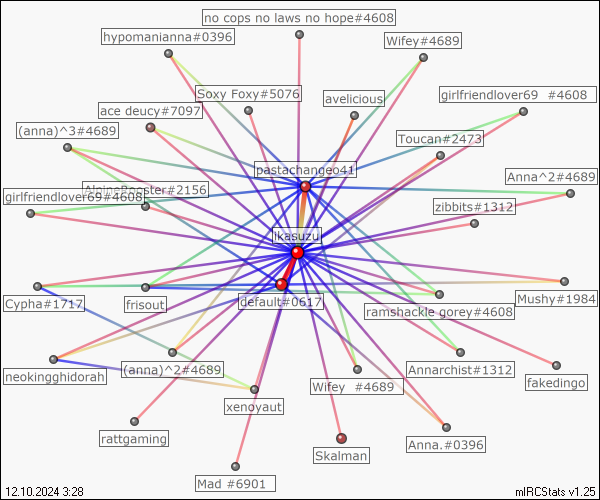 no cops no laws no hope#4608
hypomanianna#0396
Wifey#4689
Soxy Foxy#5076
girlfriendlover69 #4608
avelicious
ace deucy#7097
(anna)^3#4689
Toucan#2473
pastachangeo41
Anna^2#4689
AlpineRooster#2156
girlfriendlover69#4608
zibbits#1312
ikasuzu
Cypha#1717
frisout
default#0617
Mushy#1984
ramshackle gorey#4608
neokingghidorah
(anna)^2#4689
Annarchist#1312
fakedingo
Wifey #4689
xenoyaut
rattgaming
Skalman
Anna.#0396
Mad #6901
12.10.2024 3:28
mIRCStats v1.25